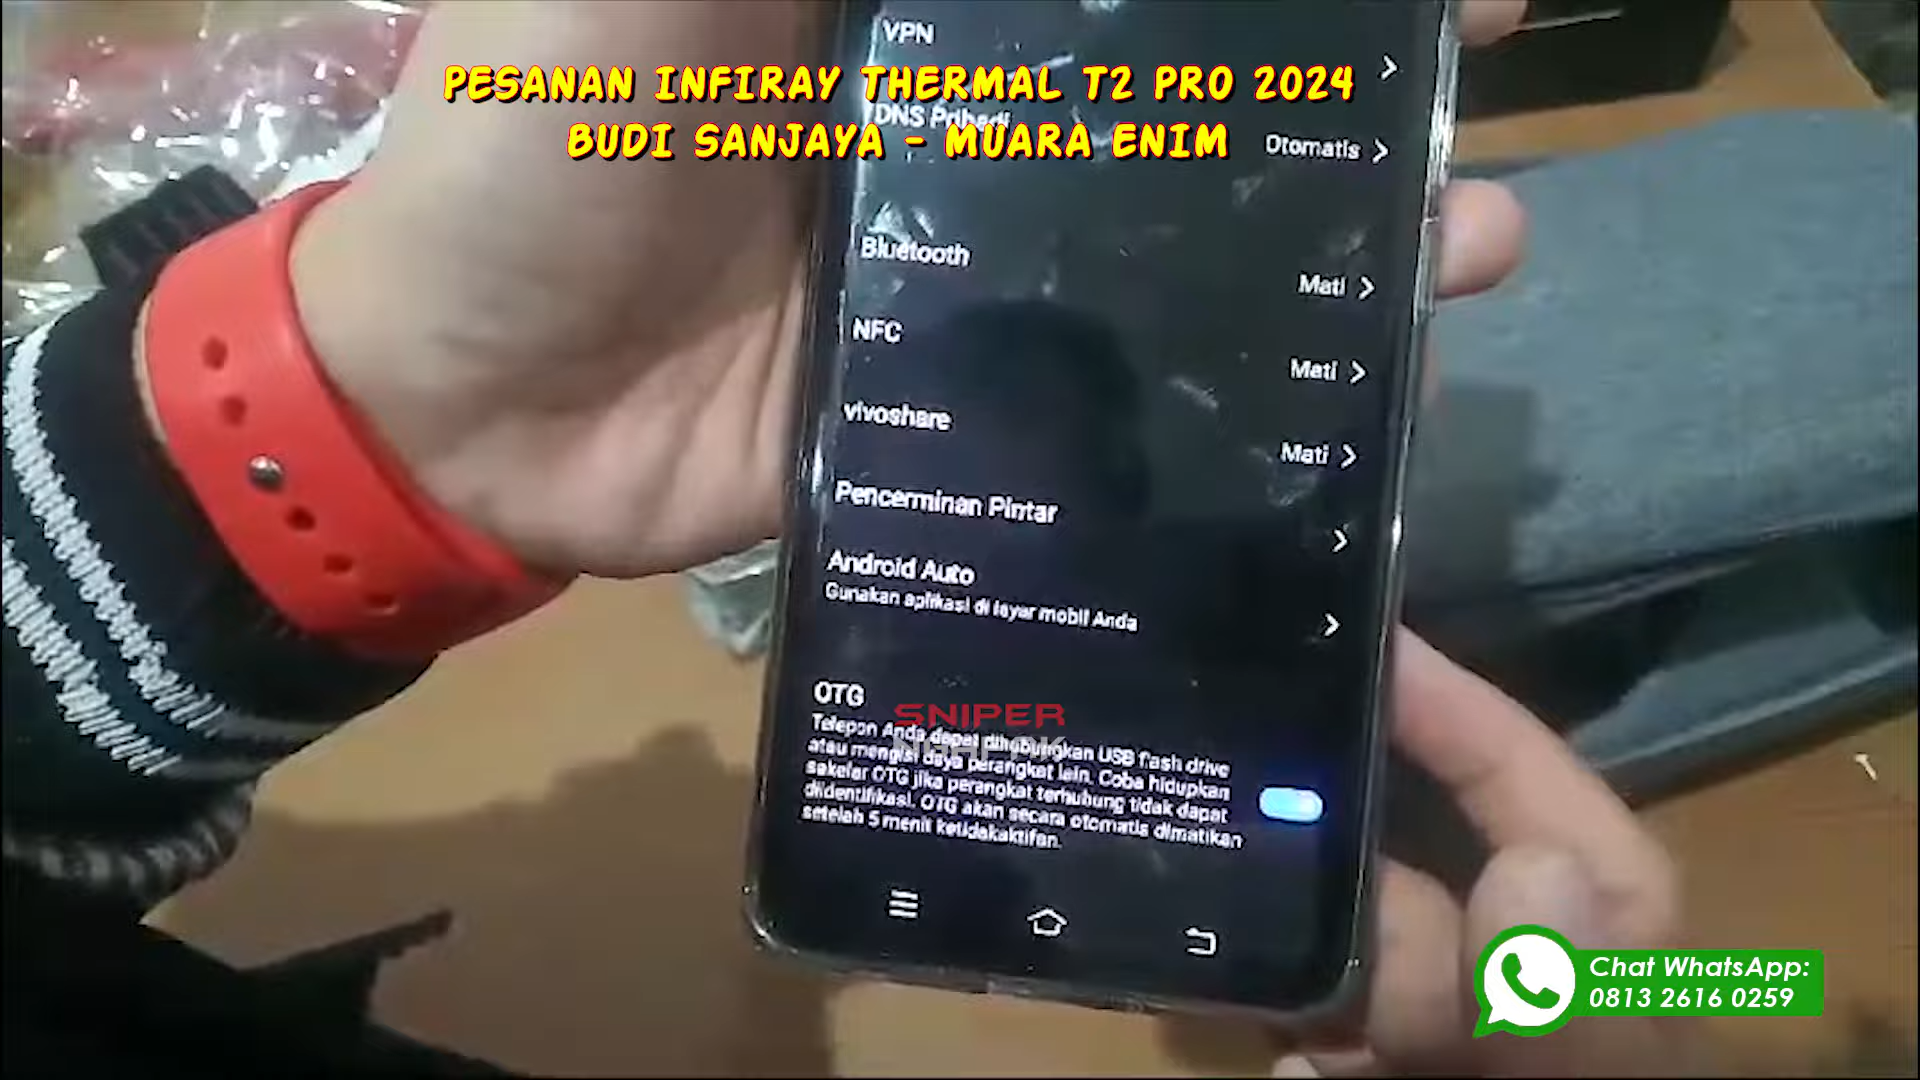 VPN
PESANAN INFIRAY THERMAL T2 PRO 2024
DNS Pribadi
BUDI SANJAYA - MUARA ENIM
Otomatis
Bluetooth
Mati
NFC
Mati
vivoshare
Mati
Pencerminan Pintar
Android Auto
Gunakan aplikasi di layar mobil Anda
OTG
SNIPER
Telepon Anda dapat dihubungkan USB flash drive
atau mengisi daya perangkat lain. Coba hidupkan
sakelar OTG jika perangkat terhubung tidak dapat
diidentifikasi. OTG akan secara otomatis dimatikan
setelah 5 menit ketidakaktifan.
Chat WhatsApp:
0813 2616 0259